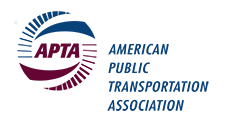 APTA
AMERICAN
PUBLIC
TRANSPORTATION
ASSOCIATION